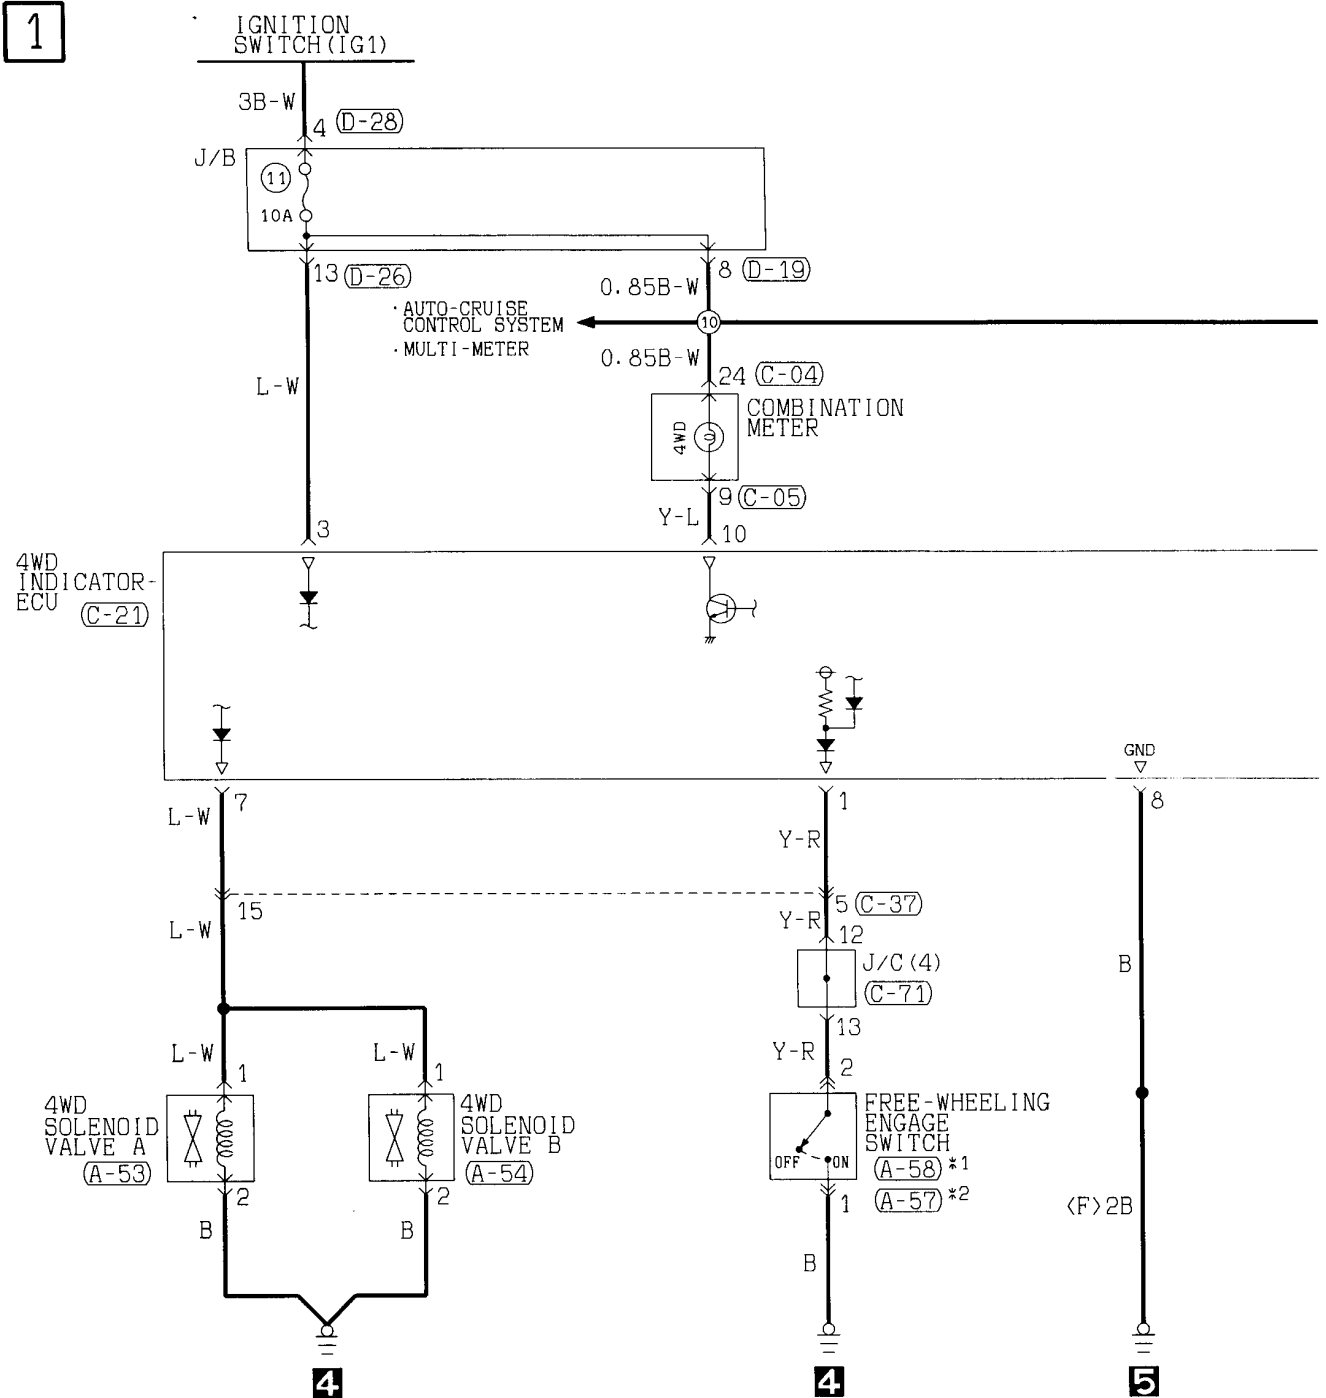 1
IGNITION
SWITCH(IG1)
3B-W
4 (D-28)
J/B
11
10A
13 (D-26)
8 (D-19)
0.85B-W
· AUTO-CRUISE
CONTROL SYSTEM
· MULTI-METER
10
0.85B-W
24 (C-04)
L-W
COMBINATION
METER
4WD
9 (C-05)
Y-L
3
10
4WD
INDICATOR-
ECU
(C-21)
GND
7
1
8
L-W
Y-R
15
5 (C-37)
L-W
Y-R
12
J/C(4)
(C-71)
B
13
L-W
L-W
Y-R
1
1
2
4WD
SOLENOID
VALVE A
(A-53)
4WD
SOLENOID
VALVE B
(A-54)
FREE-WHEELING
ENGAGE
SWITCH
(A-58)*1
(A-57)*2
OFF
ON
2
2
1
B
B
B
<F>2B
4
4
5